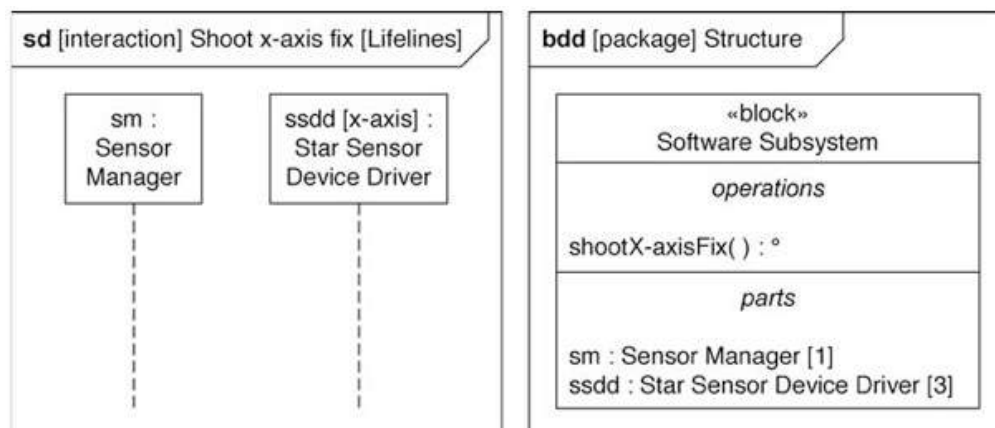 sd [interaction] Shoot x-axis fix [Lifelines]
sm :
Sensor
Manager
ssdd [x-axis] :
Star Sensor
Device Driver
bdd [package] Structure
«block»
Software Subsystem
operations
shootX-axisFix( ) : °
parts
sm : Sensor Manager [1]
ssdd : Star Sensor Device Driver [3]